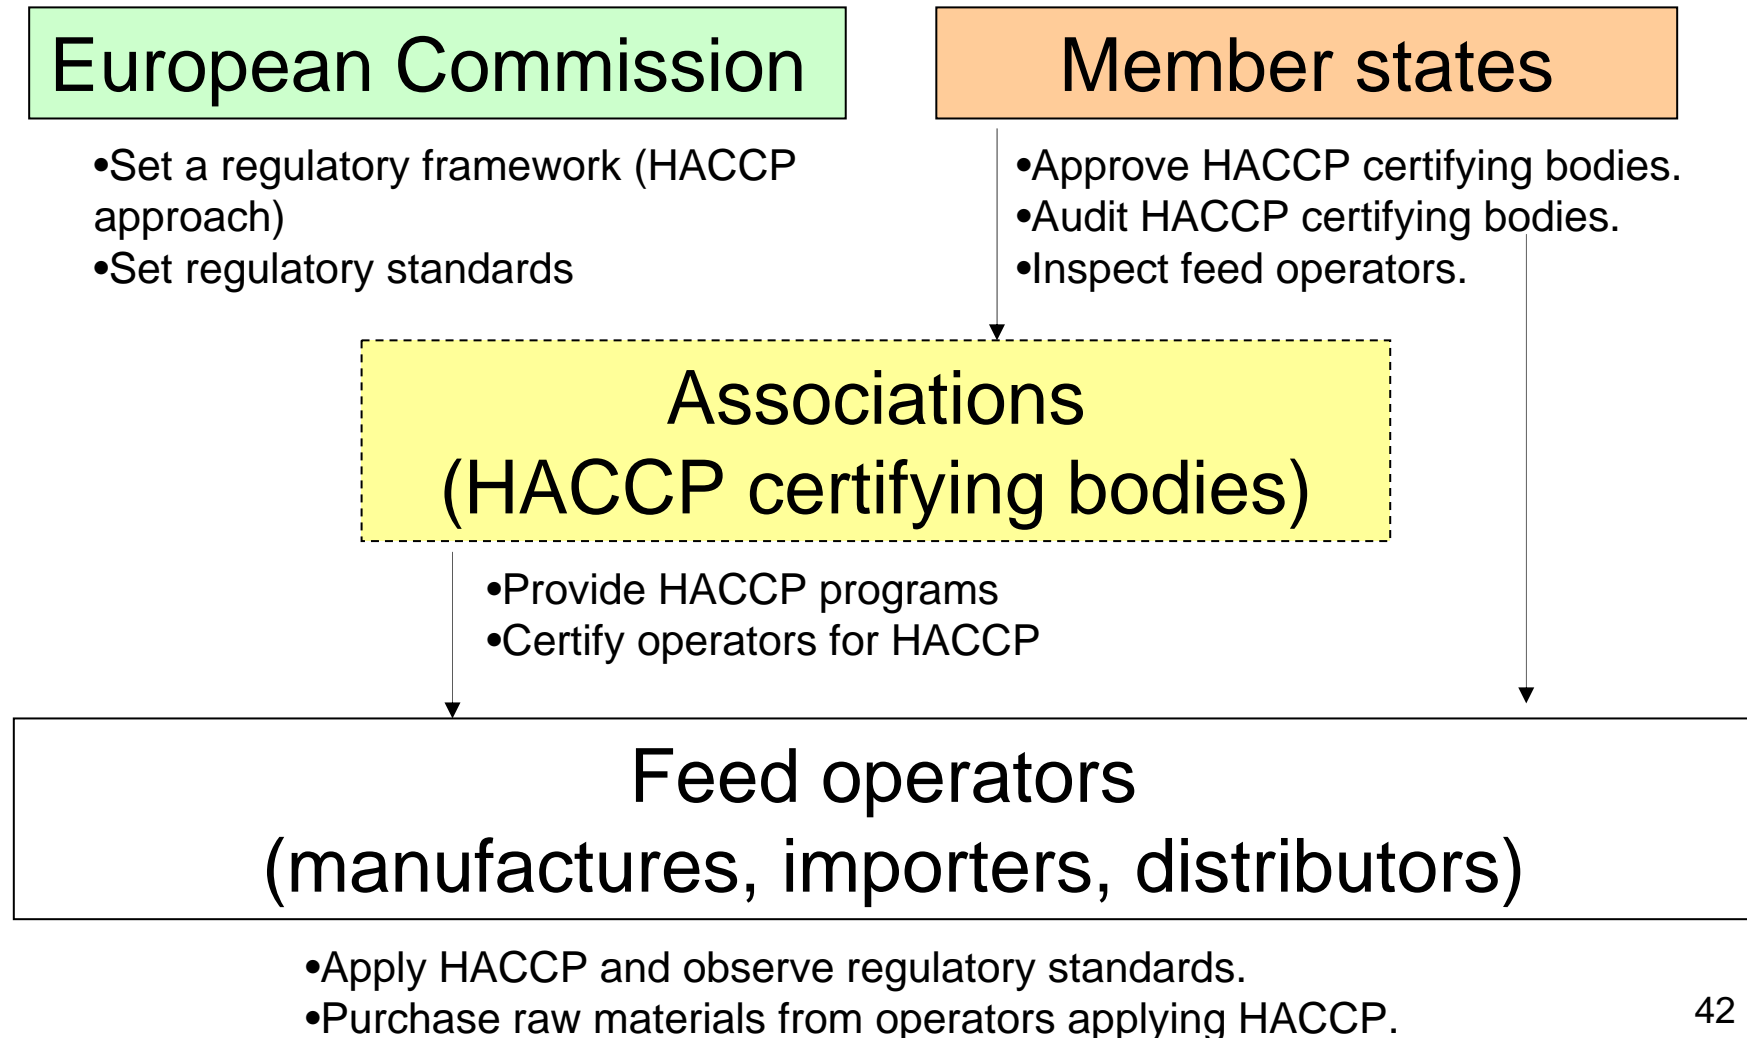 European Commission
Member states
•Set a regulatory framework (HACCP
approach)
•Set regulatory standards
•Approve HACCP certifying bodies.
•Audit HACCP certifying bodies.
•Inspect feed operators.
Associations
(HACCP certifying bodies)
•Provide HACCP programs
•Certify operators for HACCP
Feed operators
(manufactures, importers, distributors)
•Apply HACCP and observe regulatory standards.
•Purchase raw materials from operators applying HACCP.
42